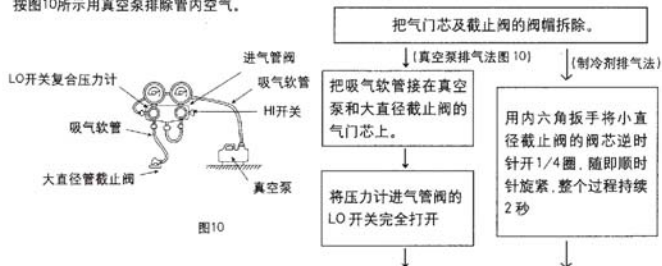 按图10所示用真空泵排除管内空气。
进气管阀
LO开关复合压力计
吸气软管
HI开关
吸气软管
大直径管截止阀
真空泵
图10
把气门芯及截止阀的阀帽拆除。
(真空泵排气法图10)
(制冷剂排气法)
把吸气软管接在真空
泵和大直径截止阀的
气门芯上。
将压力计进气管阀的
LO开关完全打开
用内六角扳手将小直
径截止阀的阀芯逆时
针开1/4圈，随即顺时
针旋紧，整个过程持续
2秒